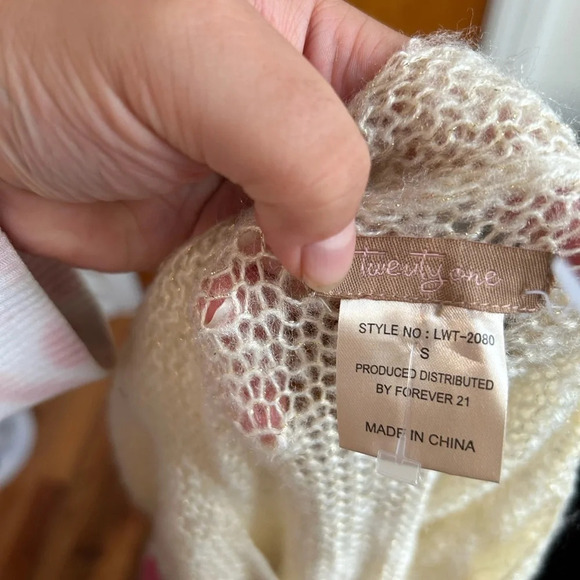 twenty one
STYLE NO : LWT-2080
S
PRODUCED DISTRIBUTED
BY FOREVER 21
MADE IN CHINA